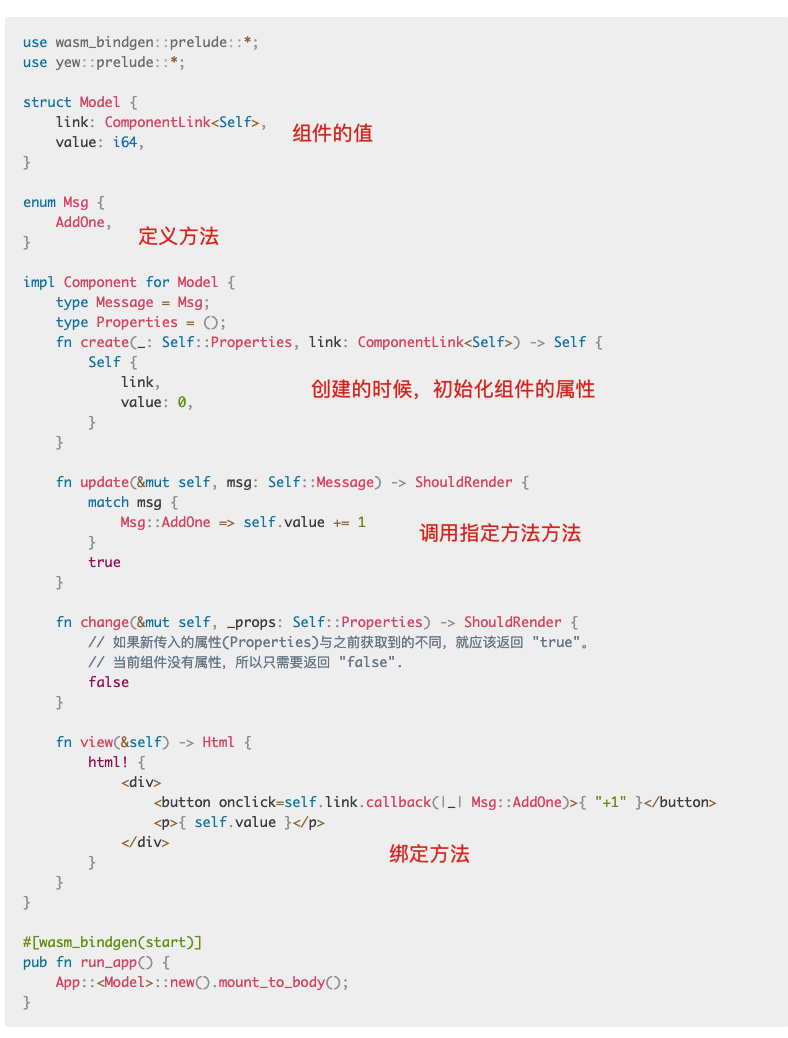 use wasm_bindgen::prelude::*;
use yew::prelude::*;
struct Model {
    link: ComponentLink<Self>,
    value: i64,
组件的值
}
enum Msg {
    AddOne,
}
定义方法
impl Component for Model {
    type Message = Msg;
    type Properties = ();
    fn create(_: Self::Properties, link: ComponentLink<Self>) -> Self {
        Self {
            link,
            value: 0,
创建的时候，初始化组件的属性
        }
    }
    fn update(&mut self, msg: Self::Message) -> ShouldRender {
        match msg {
            Msg::AddOne => self.value += 1
        }
调用指定方法方法
        true
    }
    fn change(&mut self, _props: Self::Properties) -> ShouldRender {
        // 如果新传入的属性(Properties)与之前获取到的不同，就应该返回 "true"。
        // 当前组件没有属性，所以只需要返回 "false".
        false
    }
    fn view(&self) -> Html {
        html! {
            <div>
                <button onclick=self.link.callback(|_| Msg::AddOne)>{ "+1" }</button>
                <p>{ self.value }</p>
            </div>
绑定方法
        }
    }
}
#[wasm_bindgen(start)]
pub fn run_app() {
    App::<Model>::new().mount_to_body();
}